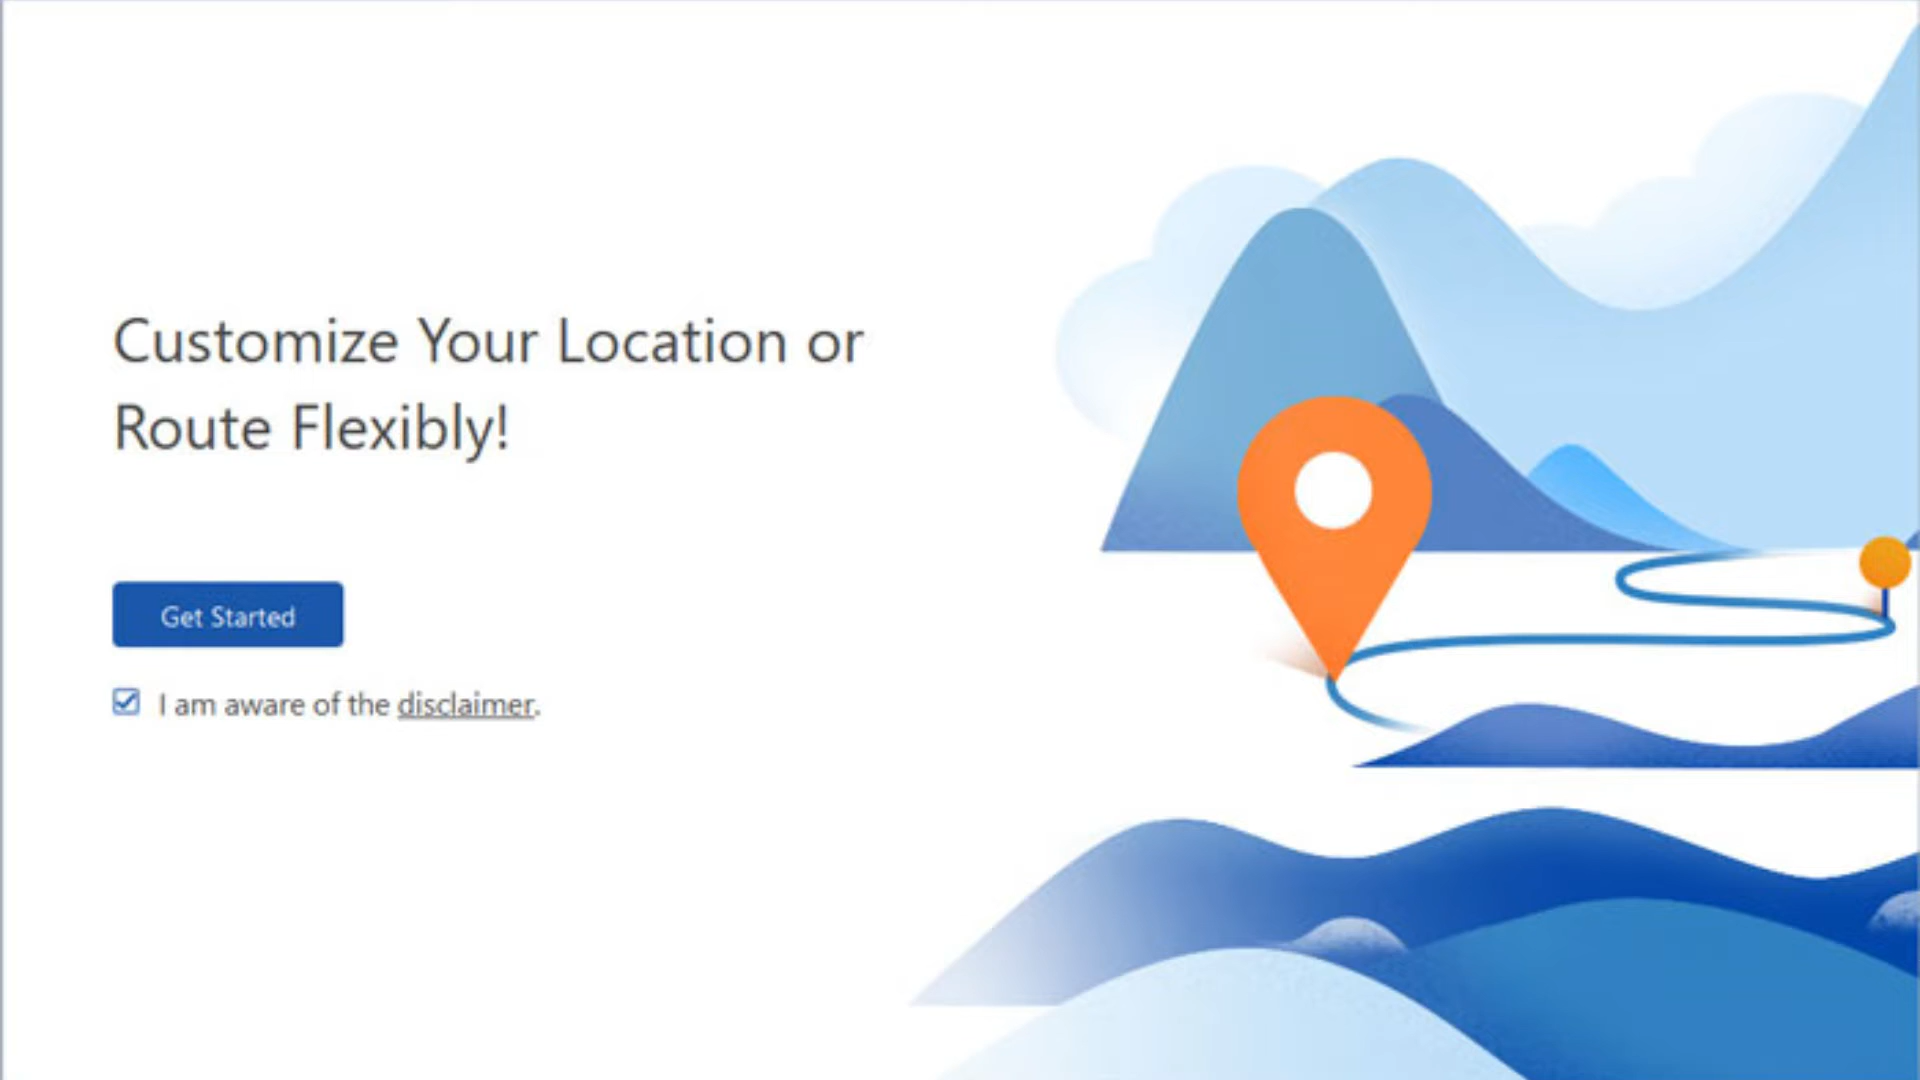 Customize Your Location or
Route Flexibly!
Get Started
I am aware of the disclaimer.